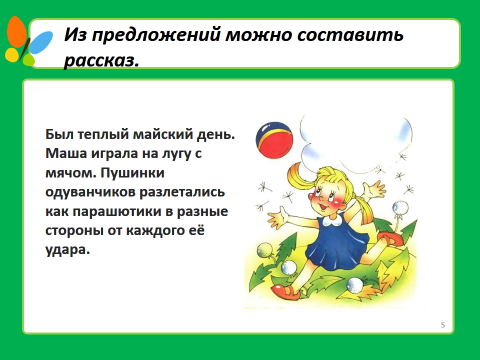 Из предложений можно составить
рассказ.
Был теплый майский день.
Маша играла на лугу с
мячом. Пушинки
одуванчиков разлетались
как парашютики в разные
стороны от каждого её
удара.
5